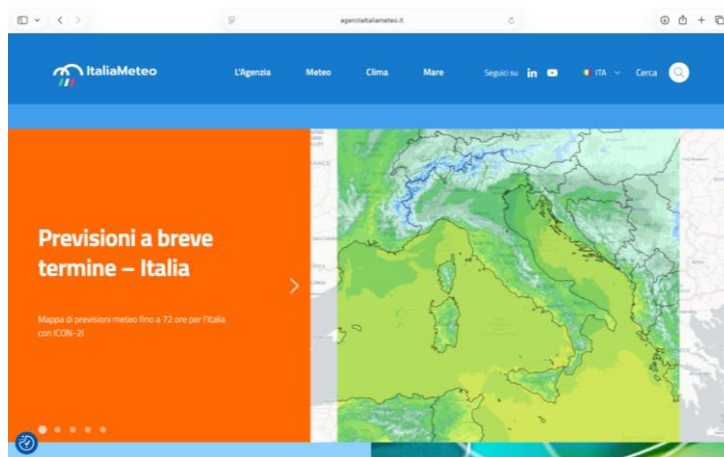 agenziaitaliameteo.it
ItaliaMeteo
L'Agenzia Meteo Clima Mare Seguici su in ITA Cerca
Previsioni a breve
termine – Italia
Mappa di previsioni meteo fino a 72 ore per l'Italia
con ICON-2I